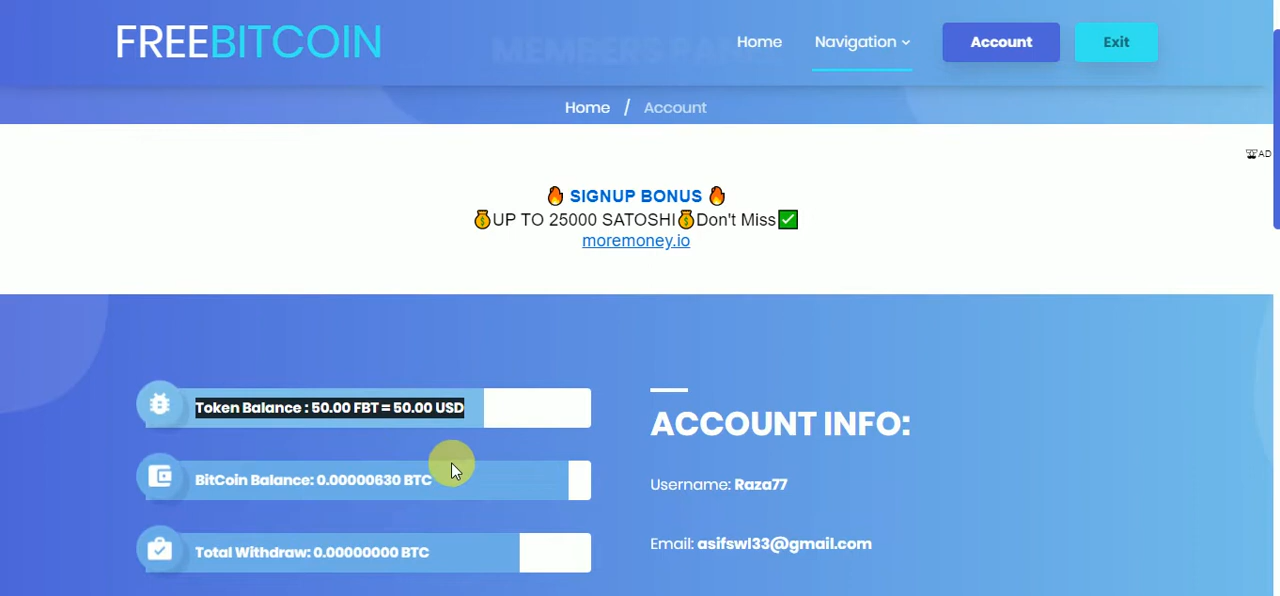 FREEBITCOIN
Home Navigation Account Exit
MEMBERS PAN
Home / Account
AD
🔥 SIGNUP BONUS 🔥
💰UP TO 25000 SATOSHI💰Don't Miss✅
moremoney.io
Token Balance : 50.00 FBT = 50.00 USD
BitCoin Balance: 0.00000630 BTC
Total Withdraw: 0.00000000 BTC
ACCOUNT INFO:
Username: Raza77
Email: asifswl33@gmail.com